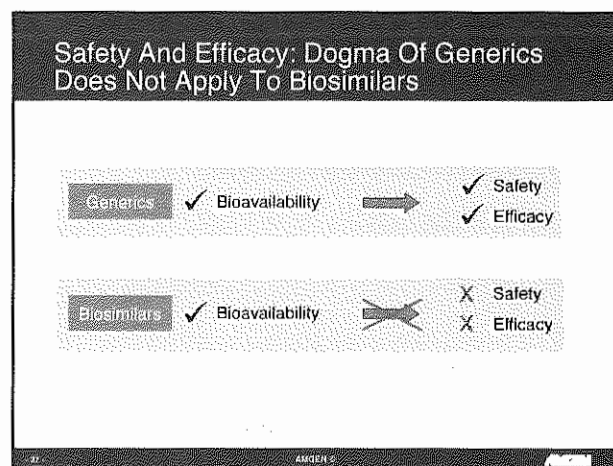 Safety And Efficacy: Dogma Of Generics
Does Not Apply To Biosimilars
Generics ✓ Bioavailability ✓ Safety
✓ Efficacy
Biosimilars ✓ Bioavailability X Safety
X Efficacy
AMGEN ©